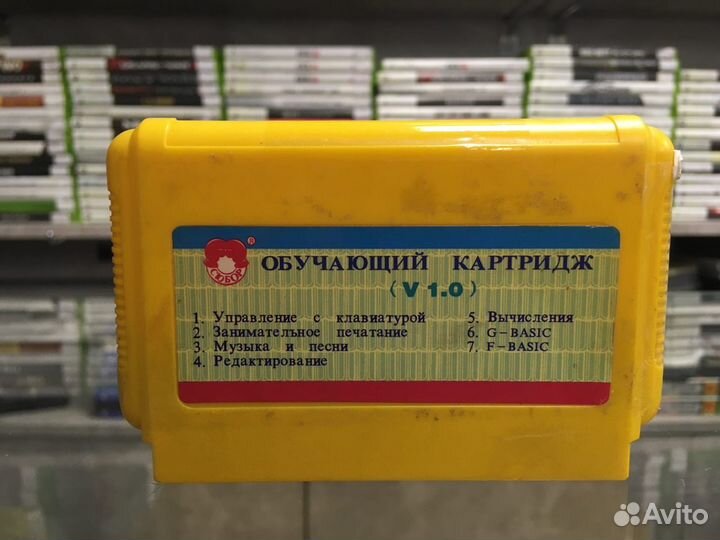 СЮБОР ®
ОБУЧАЮЩИЙ КАРТРИДЖ
( V 1.0 )
1. Управление с клавиатурой
2. Занимательное печатание
3. Музыка и песни
4. Редактирование
5. Вычисления
6. G - BASIC
7. F - BASIC
Avito